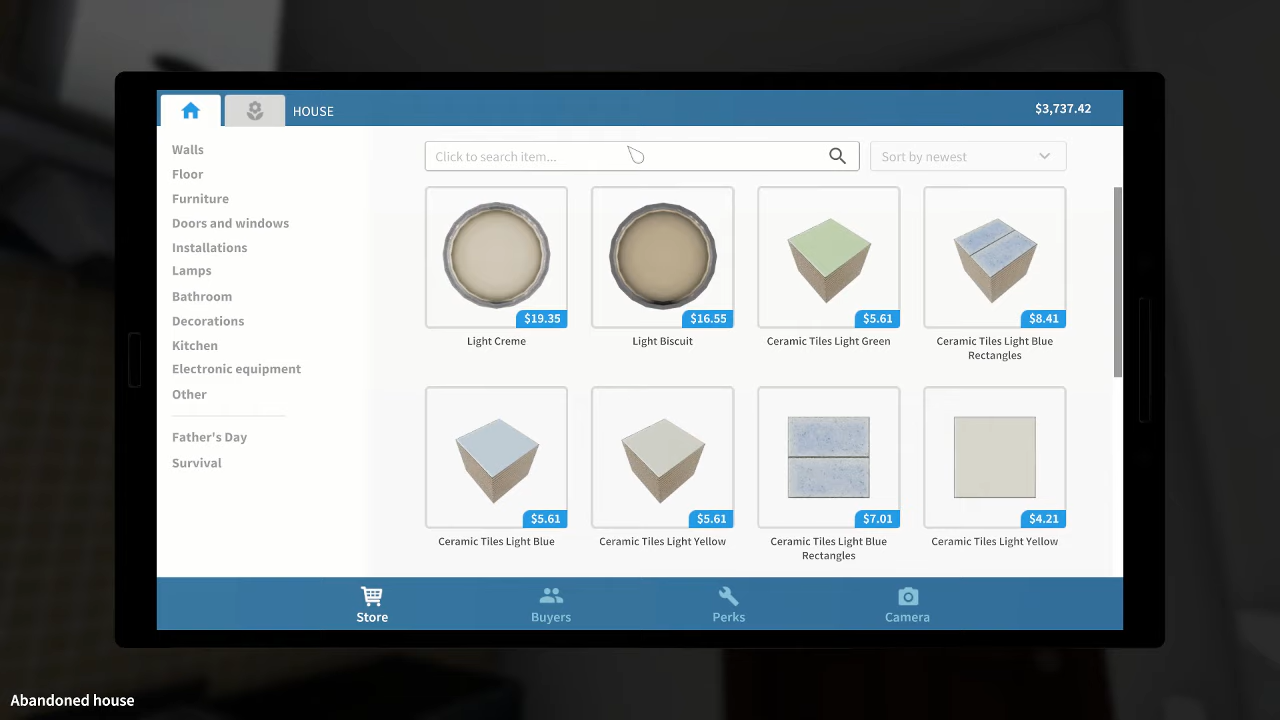 HOUSE
$3,737.42
Walls
Floor
Furniture
Doors and windows
Installations
Lamps
Bathroom
Decorations
Kitchen
Electronic equipment
Other
Father's Day
Survival
Click to search item...
Sort by newest
$19.35
Light Creme
$16.55
Light Biscuit
$5.61
Ceramic Tiles Light Green
$8.41
Ceramic Tiles Light Blue
Rectangles
$5.61
Ceramic Tiles Light Blue
$5.61
Ceramic Tiles Light Yellow
$7.01
Ceramic Tiles Light Blue
Rectangles
$4.21
Ceramic Tiles Light Yellow
Store
Buyers
Perks
Camera
Abandoned house